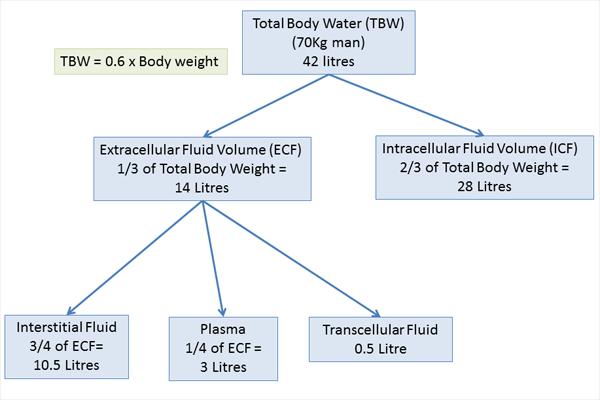 Total Body Water (TBW)
(70Kg man)
42 litres
TBW = 0.6 x Body weight
Extracellular Fluid Volume (ECF)
1/3 of Total Body Weight =
14 Litres
Intracellular Fluid Volume (ICF)
2/3 of Total Body Weight =
28 Litres
Interstitial Fluid
3/4 of ECF=
10.5 Litres
Plasma
1/4 of ECF =
3 Litres
Transcellular Fluid
0.5 Litre